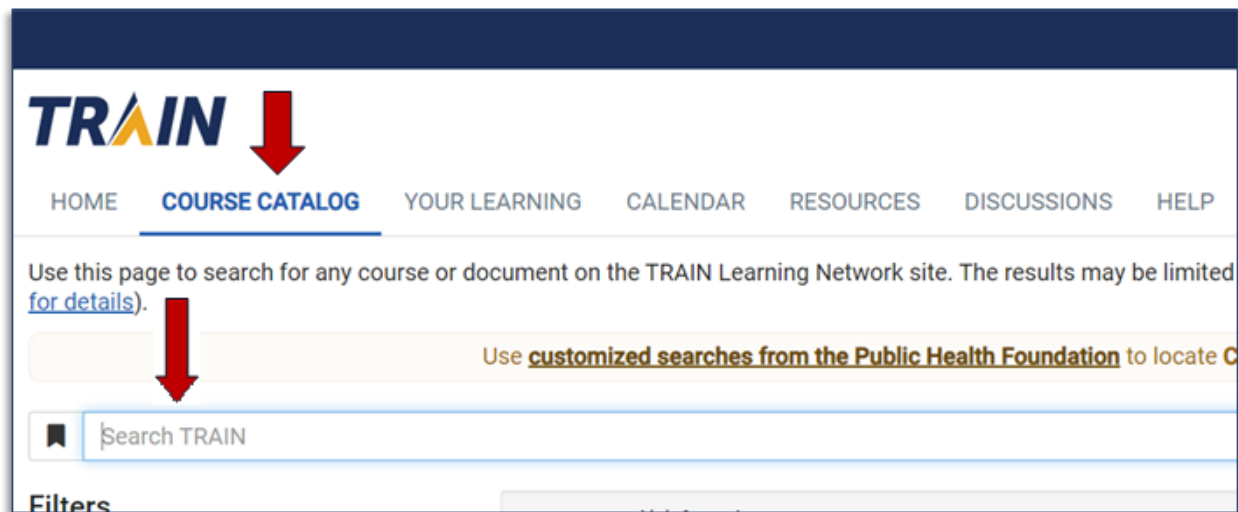 TRAIN
HOME COURSE CATALOG YOUR LEARNING CALENDAR RESOURCES DISCUSSIONS HELP
Use this page to search for any course or document on the TRAIN Learning Network site. The results may be limited
for details).
Use customized searches from the Public Health Foundation to locate C
Search TRAIN
Filters